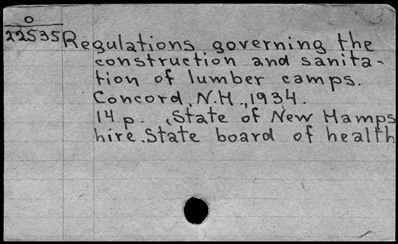 O
22535 Regulations governing the
construction and sanita-
tion of lumber camps.
Concord, N.H., 1934.
14 p. (State of New Hamps
hire. State board of health